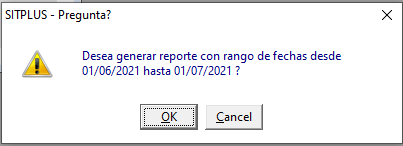 SITPLUS - Pregunta?
Desea generar reporte con rango de fechas desde
01/06/2021 hasta 01/07/2021 ?
OK
Cancel